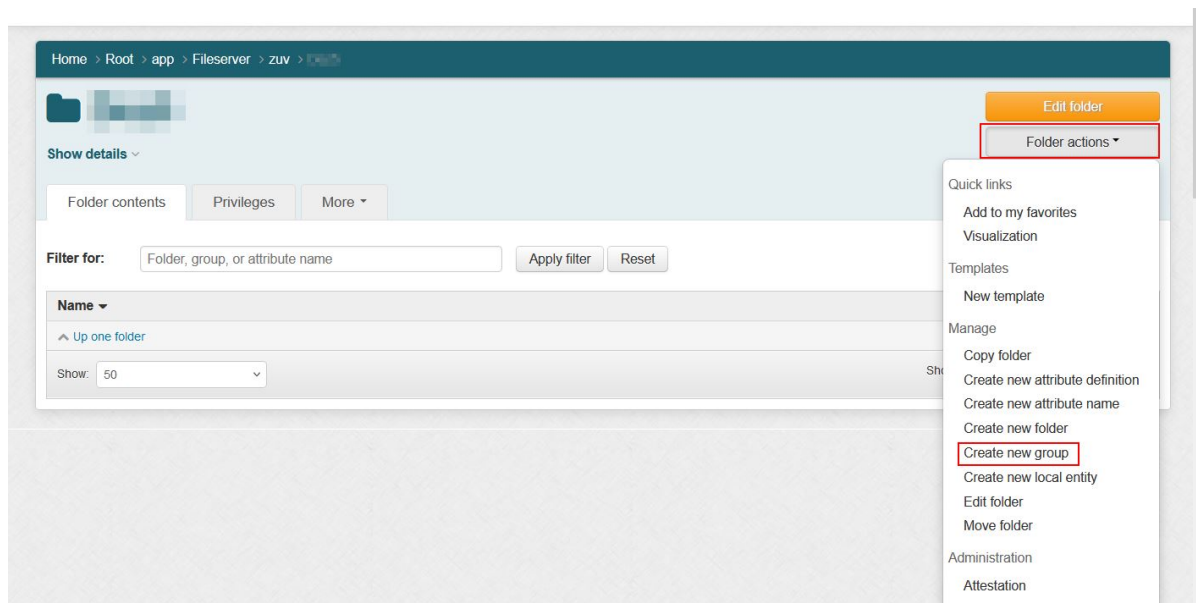 Home > Root > app > Fileserver > zuv >
Edit folder
Folder actions
Show details
Folder contents Privileges More
Quick links
Add to my favorites
Visualization
Filter for: Folder, group, or attribute name Apply filter Reset
Templates
New template
Name
Up one folder
Manage
Show: 50
Sho
Copy folder
Create new attribute definition
Create new attribute name
Create new folder
Create new group
Create new local entity
Edit folder
Move folder
Administration
Attestation